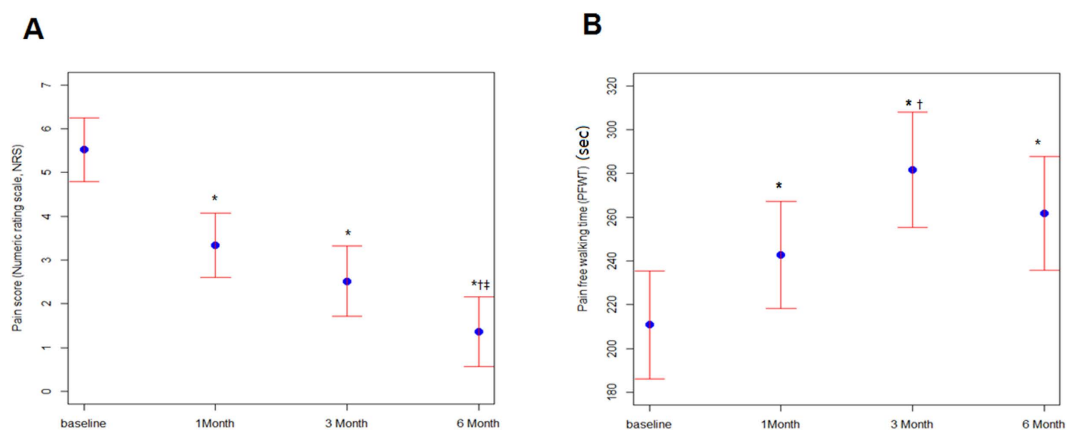 A
Pain score (Numeric rating scale, NRS)
7
6
5
4
3
2
1
0
*
*
*†‡
baseline
1Month
3 Month
6 Month
B
Pain free walking time (PFWT) (sec)
320
300
280
260
240
220
200
180
*
* †
*
baseline
1Month
3 Month
6 Month